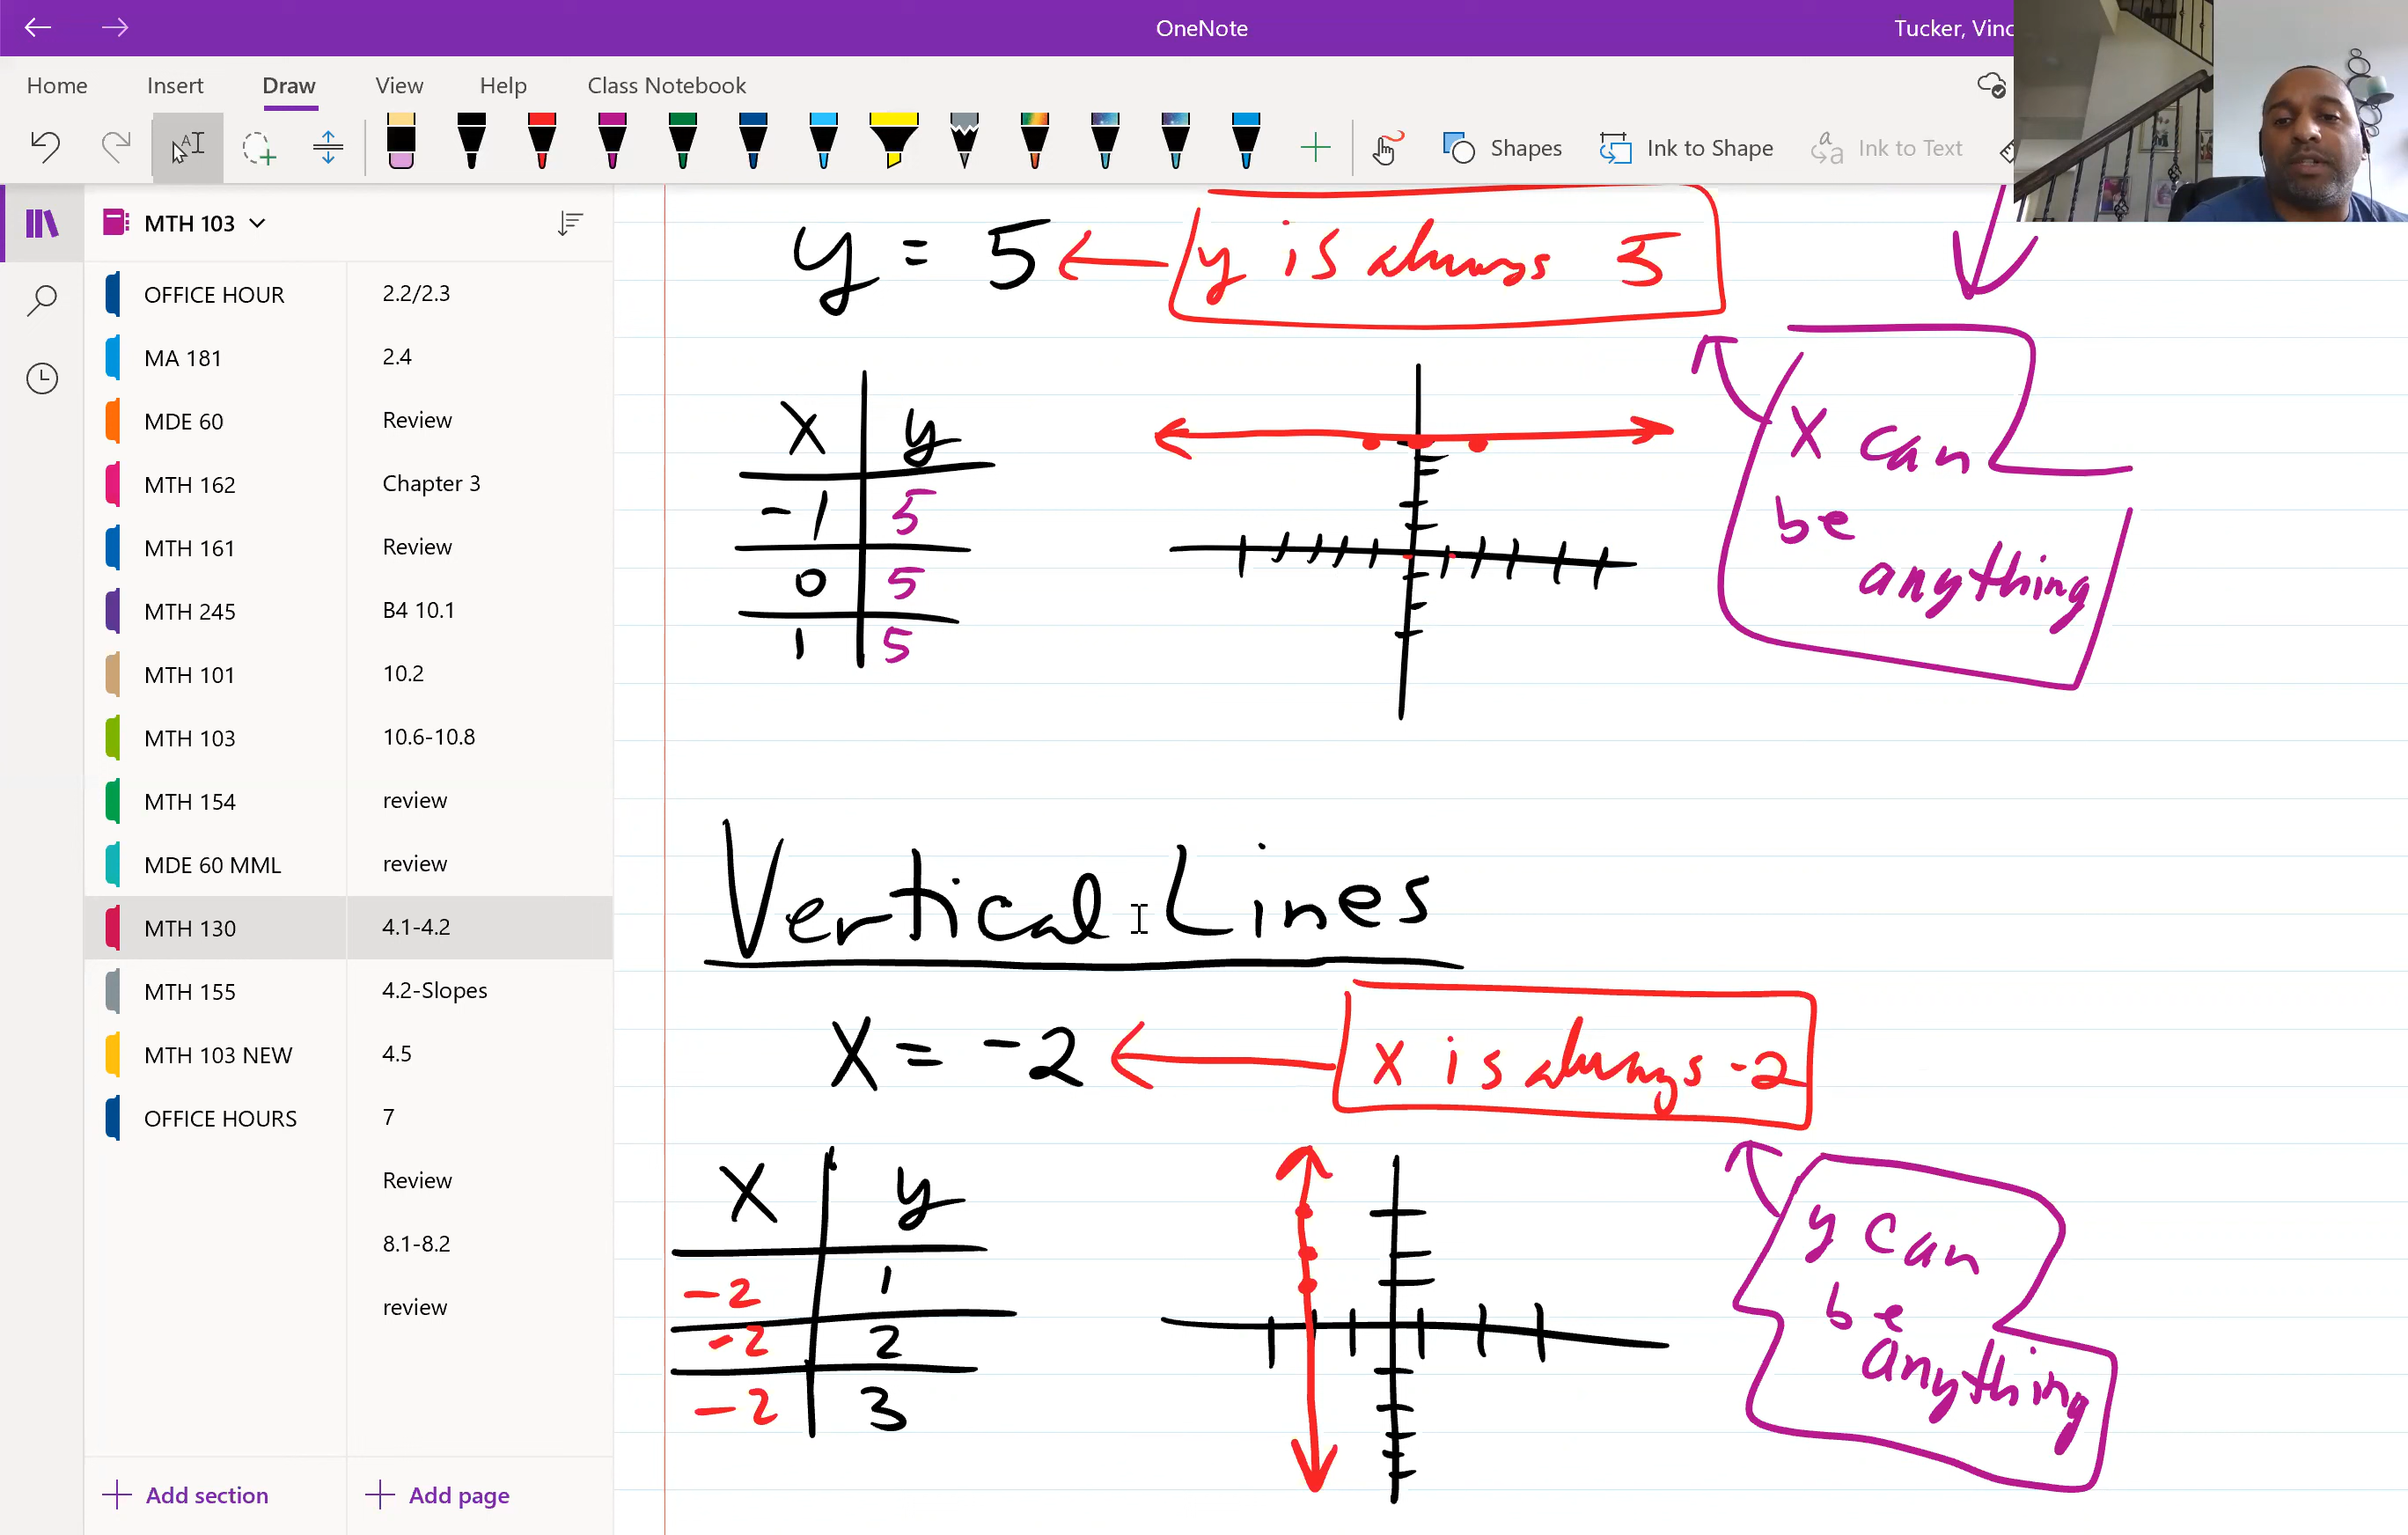 OneNote
Tucker, Vinc
Home Insert Draw View Help Class Notebook
Shapes Ink to Shape Ink to Text
MTH 103
OFFICE HOUR
MA 181
MDE 60
MTH 162
MTH 161
MTH 245
MTH 101
MTH 103
MTH 154
MDE 60 MML
MTH 130
MTH 155
MTH 103 NEW
OFFICE HOURS
Add section
2.2/2.3
2.4
Review
Chapter 3
Review
B4 10.1
10.2
10.6-10.8
review
review
4.1-4.2
4.2-Slopes
4.5
7
Review
8.1-8.2
review
Add page
y = 5 y is always 5
x y
-1 5
0 5
1 5
x can
be
anything
Vertical Lines
x = -2 x is always -2
x y
-2 1
-2 2
-2 3
y can
be
anything